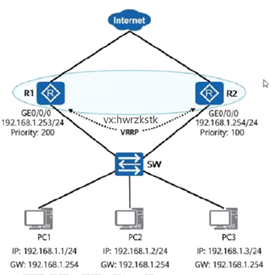 Internet
R1
R
R
R2
GE0/0/0
192.168.1.253/24
Priority: 200
vx:hwrzkstk
VRRP
GE0/0/0
192.168.1.254/24
Priority: 100
SW
PC1
IP: 192.168.1.1/24
GW: 192.168.1.254
PC2
IP: 192.168.1.2/24
GW: 192.168.1.254
PC3
IP: 192.168.1.3/24
GW: 192.168.1.254